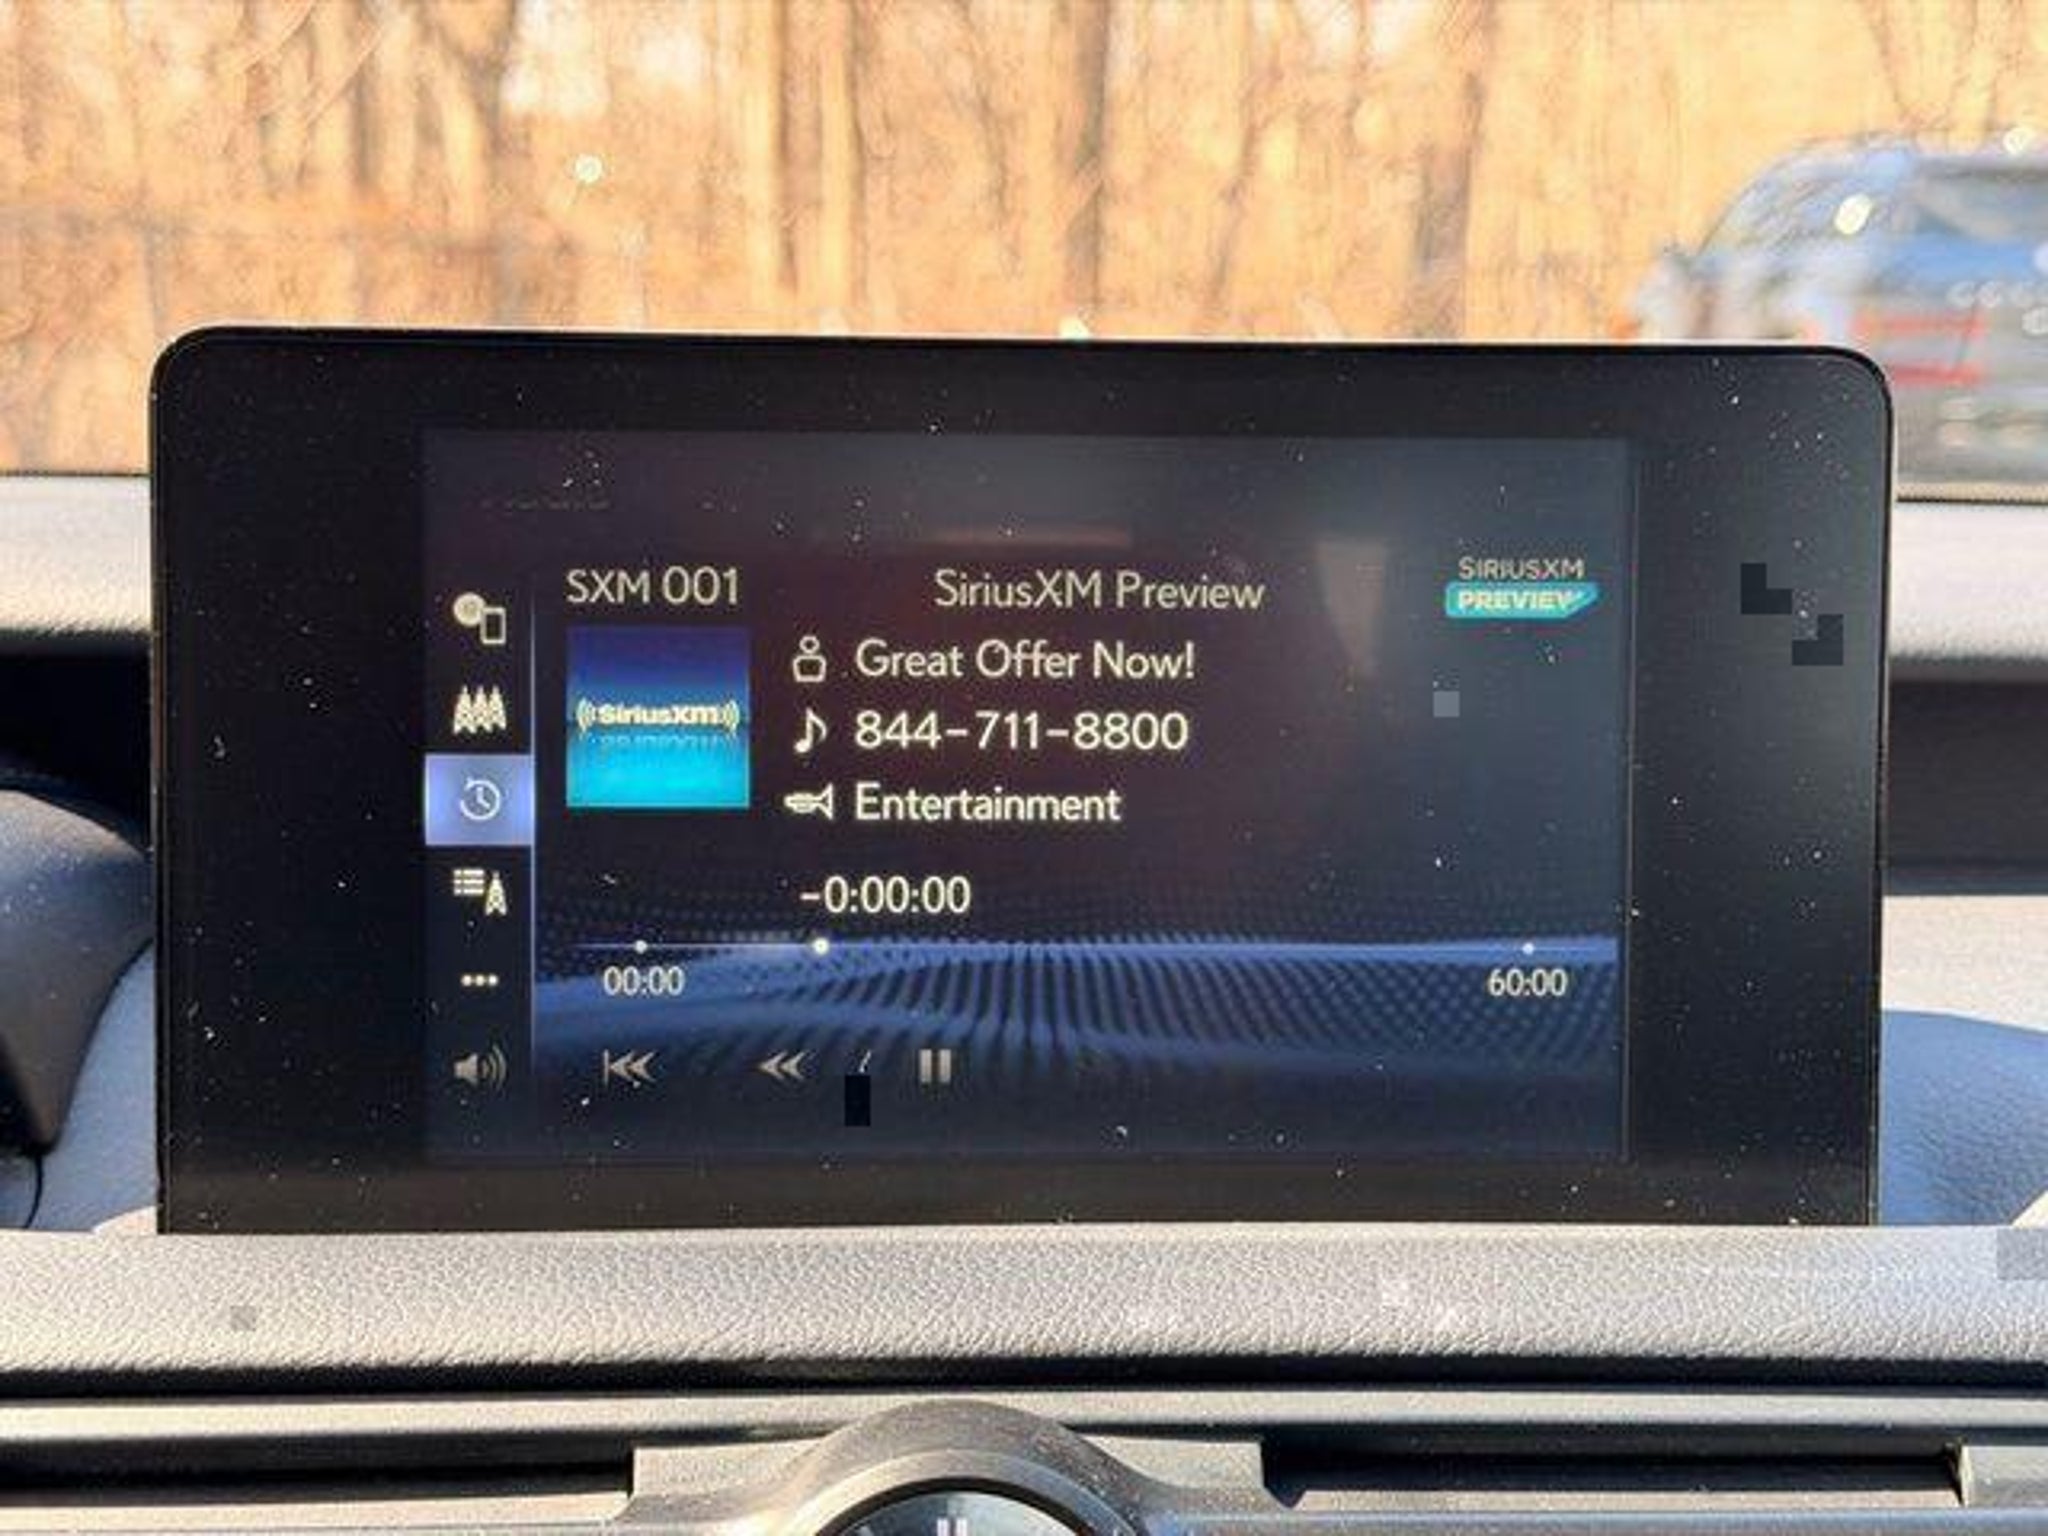 SXM 001
SiriusXM Preview
SIRIUSXM
PREVIEW
((SiriusXM))
Great Offer Now!
844-711-8800
Entertainment
-0:00:00
00:00
60:00